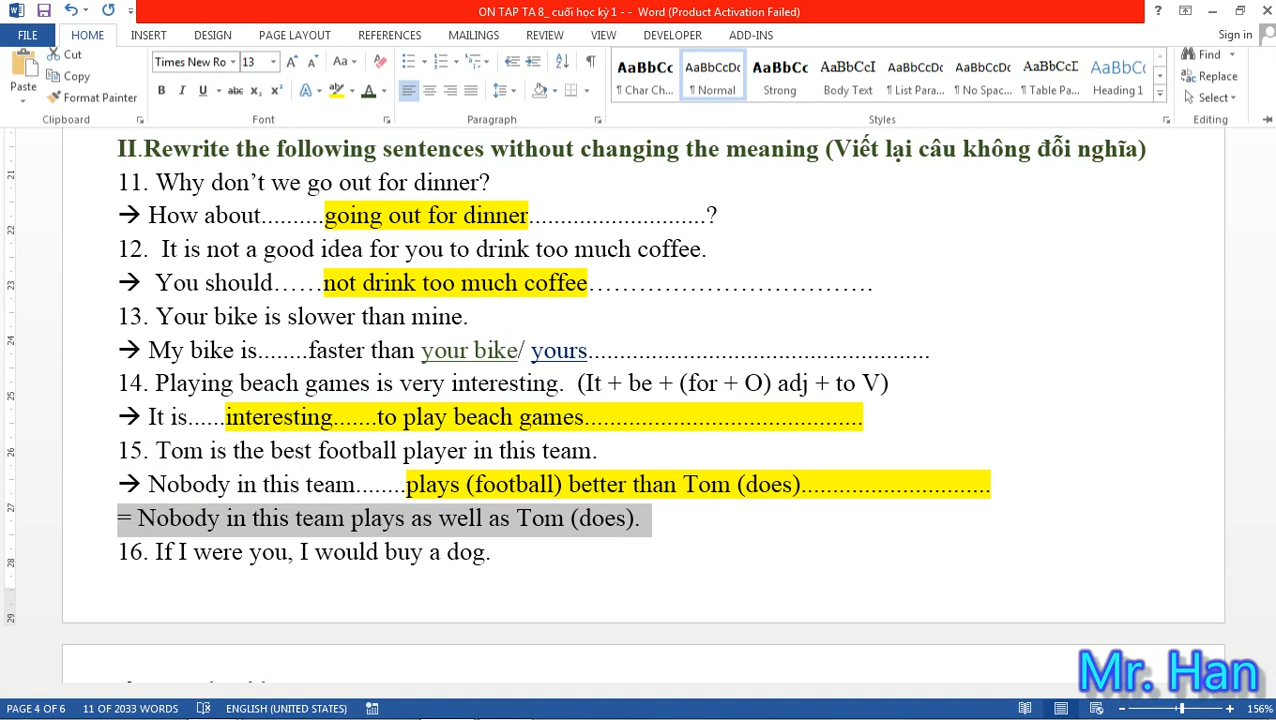 ON TAP TA 8_ cuối học kỳ 1 - - Word (Product Activation Failed)
FILE HOME INSERT DESIGN PAGE LAYOUT REFERENCES MAILINGS REVIEW VIEW DEVELOPER ADD-INS Sign in
Paste Cut Copy Format Painter
Times New Ro 13
AaBbCc AaBbCcDc AaBbCc AaBbCcI AaBbCcDc AaBbCcDc AaBbCcI AaBbCc
¶ Char Ch... ¶ Normal Strong Body Text ¶ List Para... ¶ No Spac... ¶ Table Pa... Heading 1
Find Replace Select
Clipboard Font Paragraph Styles Editing
II.Rewrite the following sentences without changing the meaning (Viết lại câu không đỗi nghĩa)
11. Why don’t we go out for dinner?
→ How about..........going out for dinner............................?
12. It is not a good idea for you to drink too much coffee.
→ You should……not drink too much coffee……………………………….
13. Your bike is slower than mine.
→ My bike is........faster than your bike/ yours......................................................
14. Playing beach games is very interesting. (It + be + (for + O) adj + to V)
→ It is......interesting.......to play beach games............................................
15. Tom is the best football player in this team.
→ Nobody in this team........plays (football) better than Tom (does)..............................
= Nobody in this team plays as well as Tom (does).
16. If I were you, I would buy a dog.
Mr. Han
PAGE 4 OF 6 11 OF 2033 WORDS ENGLISH (UNITED STATES) 156%